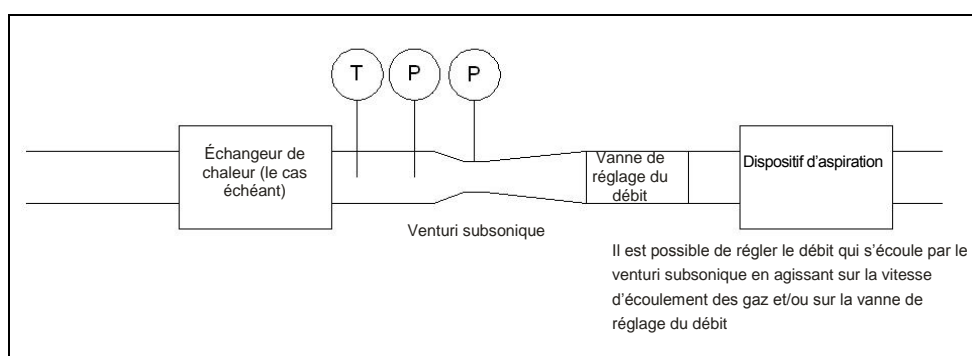 T
P
P
Échangeur de
chaleur (le cas
échéant)
Vanne de
réglage du
débit
Dispositif d'aspiration
Venturi subsonique
Il est possible de régler le débit qui s'écoule par le
venturi subsonique en agissant sur la vitesse
d'écoulement des gaz et/ou sur la vanne de
réglage du débit